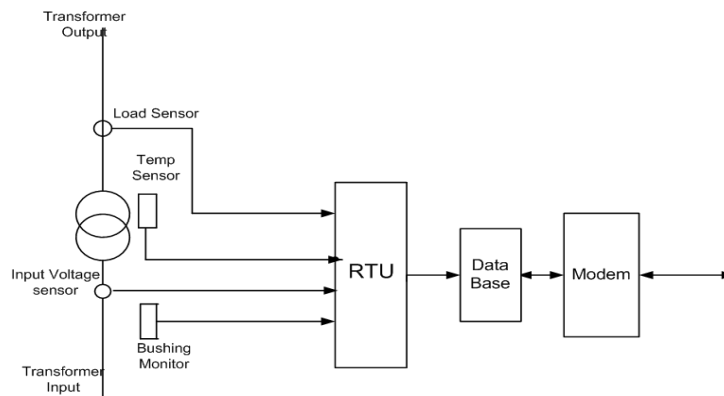 Transformer
Output
Load Sensor
Temp
Sensor
Input Voltage
sensor
RTU
Data
Base
Modem
Bushing
Monitor
Transformer
Input